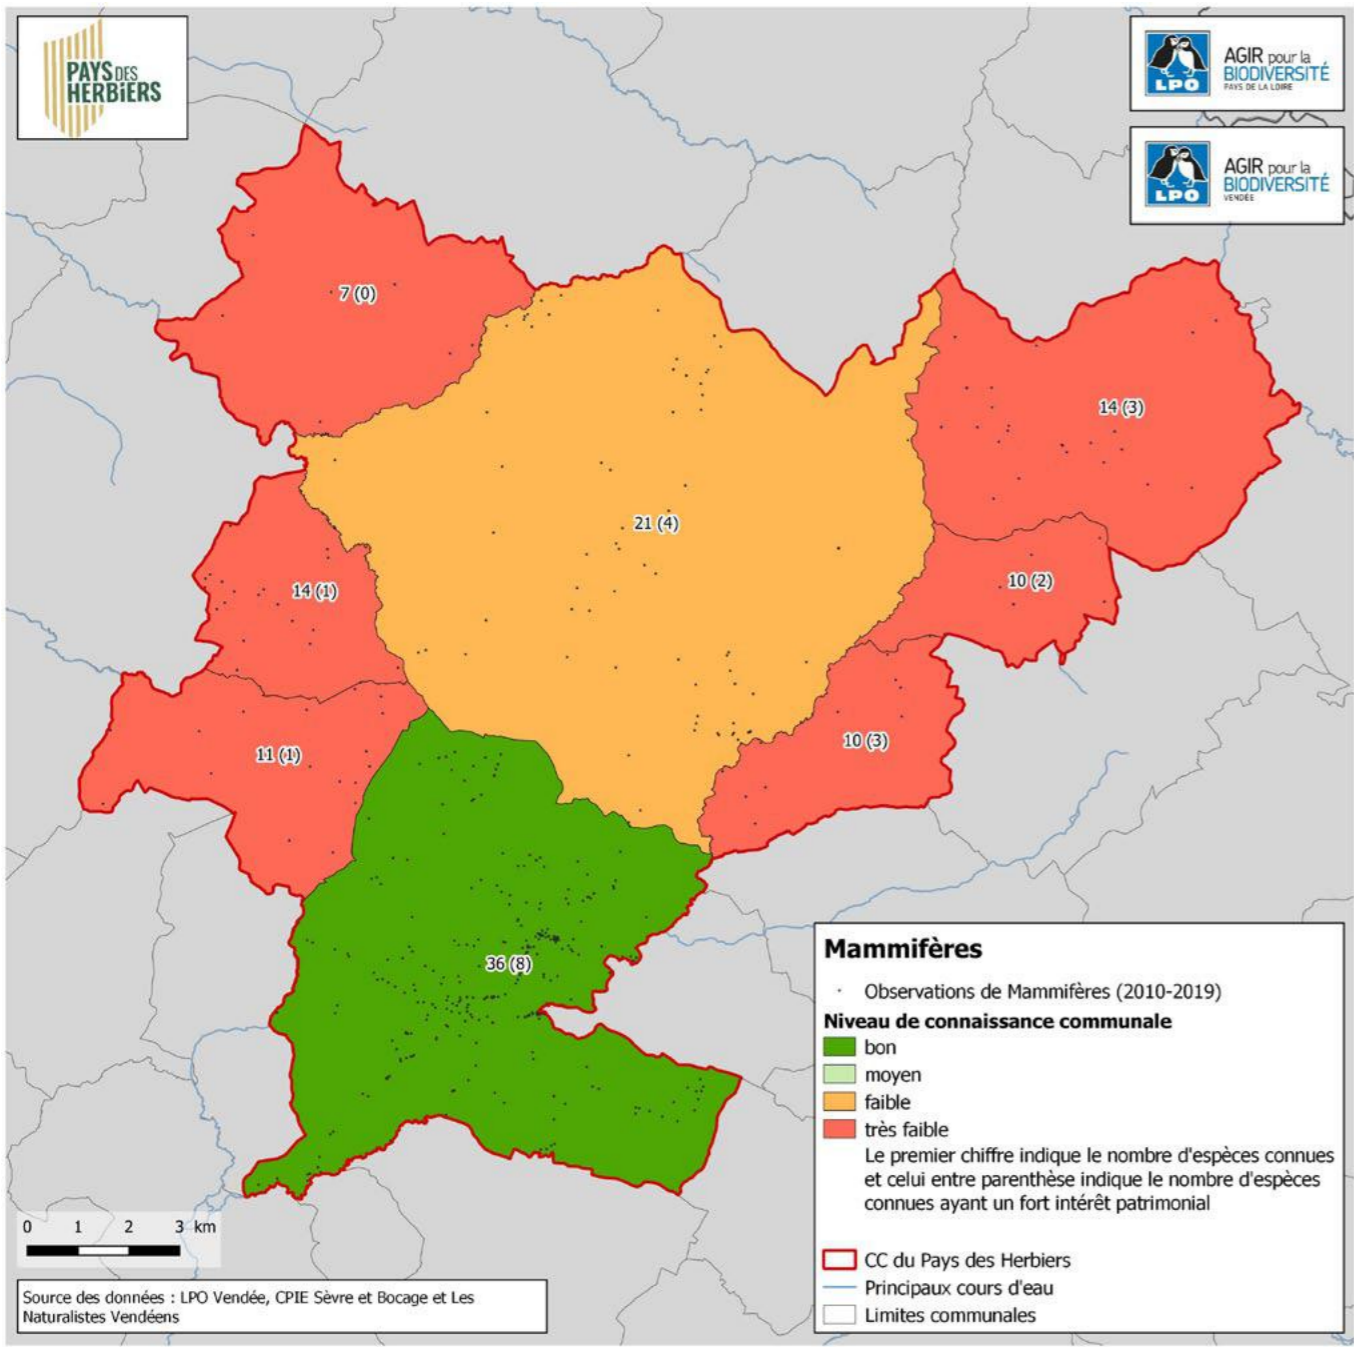 PAYS DES
HERBiERS
LPO
AGIR pour la
BIODIVERSITÉ
PAYS DE LA LOIRE
LPO
AGIR pour la
BIODIVERSITÉ
VENDÉE
7 (0)
14 (3)
21 (4)
14 (1)
10 (2)
11 (1)
10 (3)
36 (8)
Mammifères
Observations de Mammifères (2010-2019)
Niveau de connaissance communale
bon
moyen
faible
très faible
Le premier chiffre indique le nombre d'espèces connues
et celui entre parenthèse indique le nombre d'espèces
connues ayant un fort intérêt patrimonial
CC du Pays des Herbiers
Principaux cours d'eau
Limites communales
0 1 2 3 km
Source des données : LPO Vendée, CPIE Sèvre et Bocage et Les
Naturalistes Vendéens